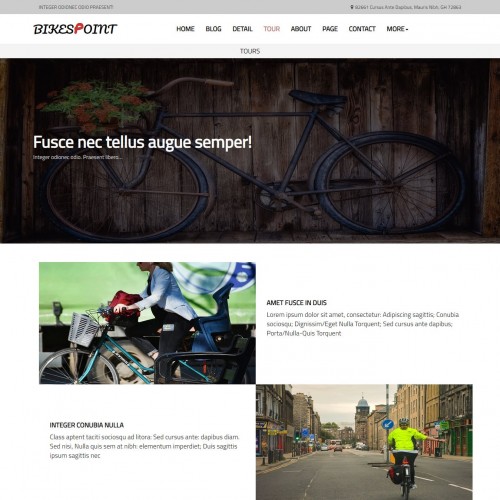 INTEGER ODIONEC ODIO PRAESENT!
82661 Cursus Ante Dapibus, Mauris Nibh, GH 72863
BIKESPOINT
HOME BLOG DETAIL TOUR ABOUT PAGE CONTACT MORE
TOURS
Fusce nec tellus augue semper!
Integer odionec odio. Praesent libero...
AMET FUSCE IN DUIS
Lorem ipsum dolor sit amet, consectetur: Adipiscing sagittis; Conubia
sociosqu; Dignissim/Eget Nulla Torquent; Sed cursus ante dapibus;
Porta/Nulla-Quis Torquent
INTEGER CONUBIA NULLA
Class aptent taciti sociosqu ad litora: Sed cursus ante: dapibus diam.
Sed nisi, Nulla quis sem at nibh: elementum imperdiet; Duis sagittis
ipsum sagittis nec